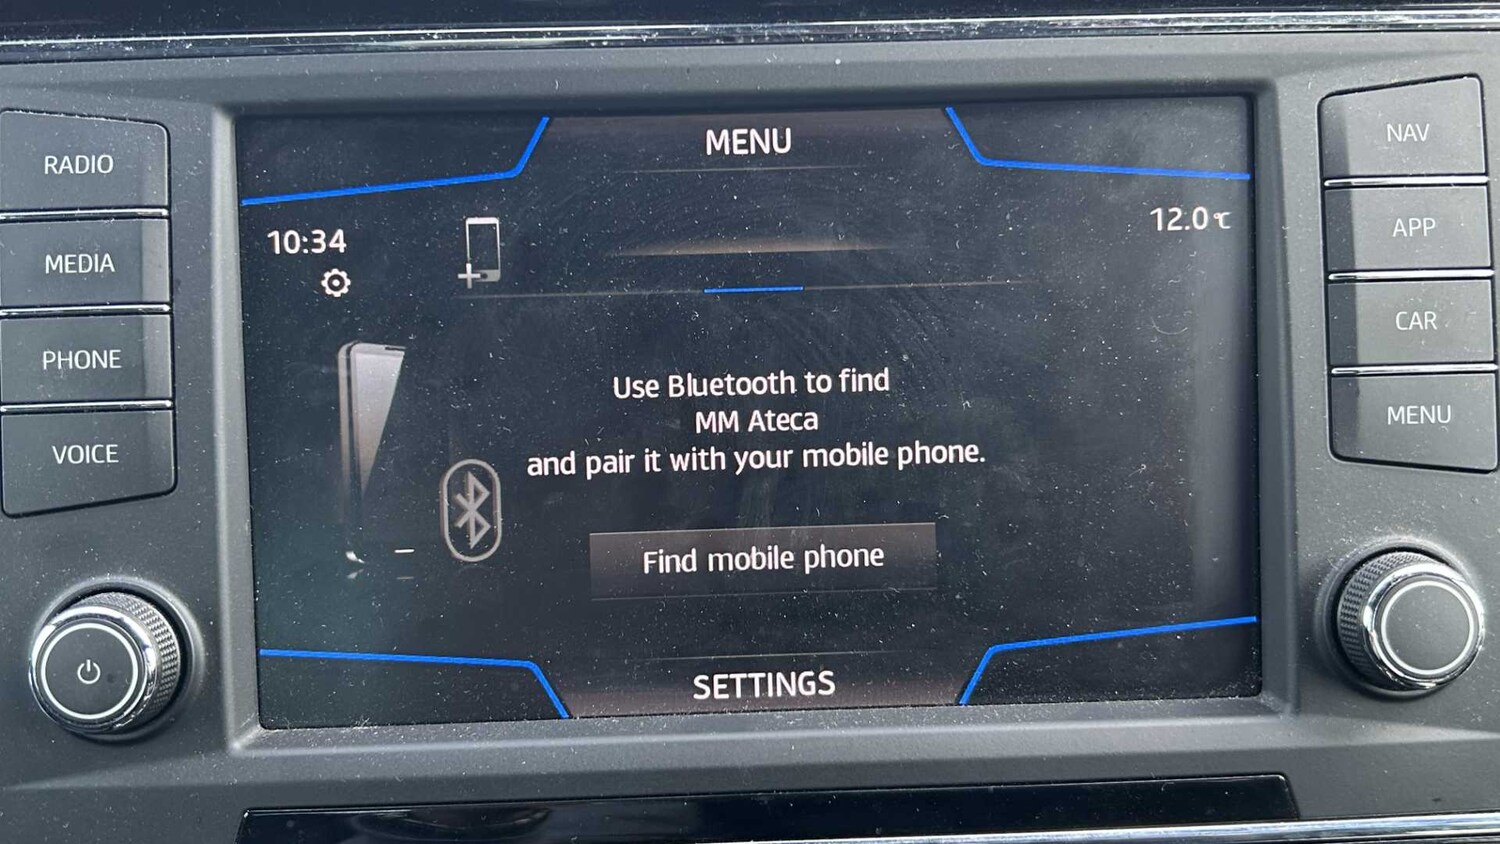 RADIO
MEDIA
PHONE
VOICE
MENU
10:34
12.0℃
Use Bluetooth to find
MM Ateca
and pair it with your mobile phone.
Find mobile phone
SETTINGS
NAV
APP
CAR
MENU